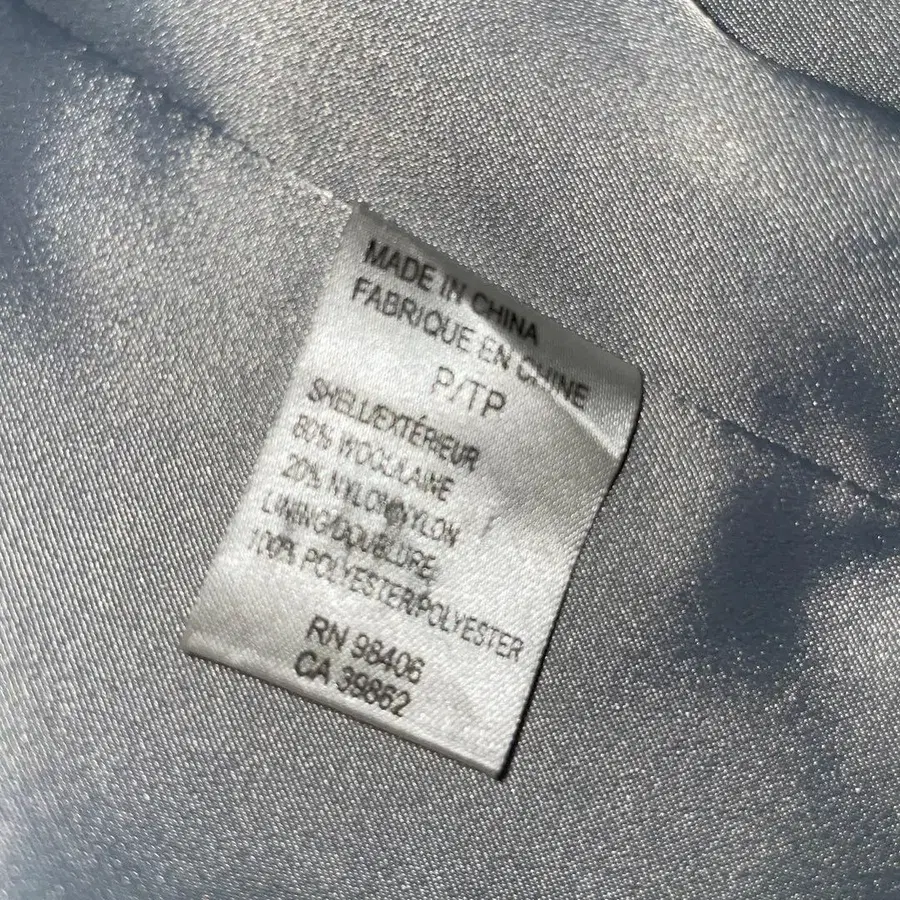 MADE IN CHINA
FABRIQUE EN CHINE
P/TP
SHELL/EXTÉRIEUR
80% WOOL/LAINE
20% NYLON/NYLON
LINING/DOUBLURE
100% POLYESTER/POLYESTER
RN 98406
CA 39862